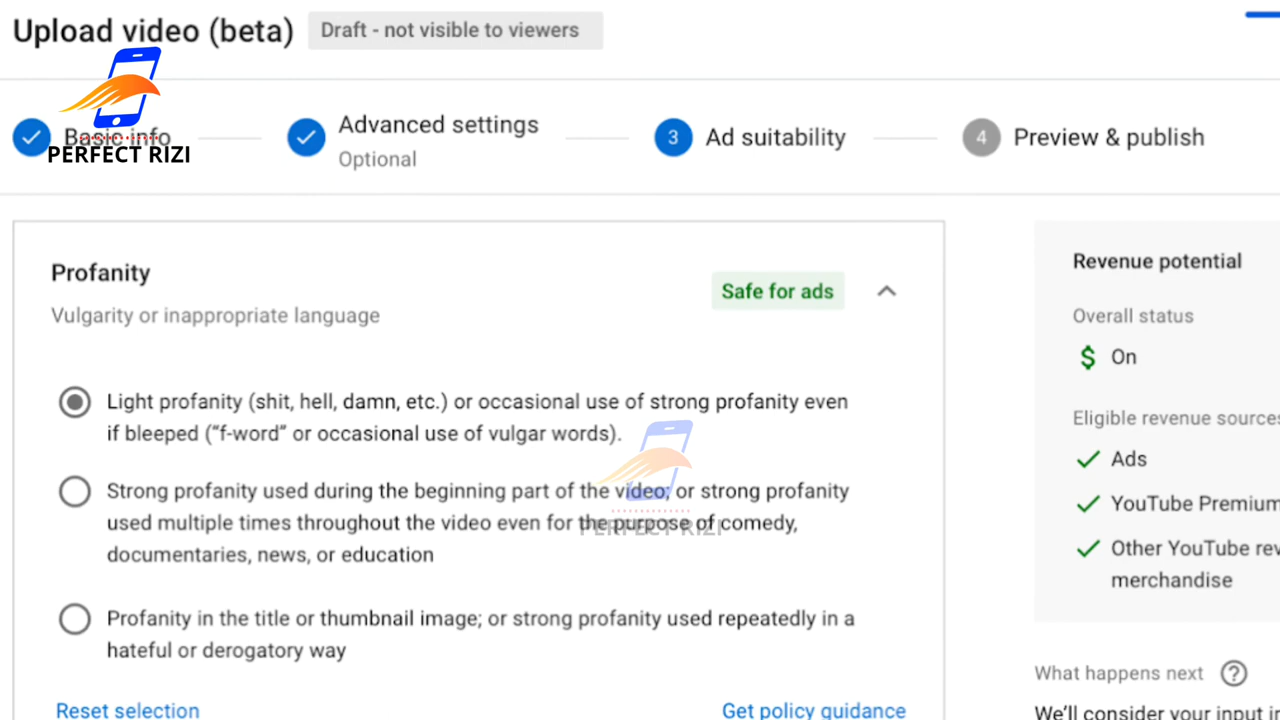 Upload video (beta)
Draft - not visible to viewers
Basic info
PERFECT RIZI
Advanced settings
Optional
3
Ad suitability
4
Preview & publish
Profanity
Vulgarity or inappropriate language
Safe for ads
Light profanity (shit, hell, damn, etc.) or occasional use of strong profanity even
if bleeped (“f-word” or occasional use of vulgar words).
Strong profanity used during the beginning part of the video; or strong profanity
used multiple times throughout the video even for the purpose of comedy,
documentaries, news, or education
PERFECT RIZI
Profanity in the title or thumbnail image; or strong profanity used repeatedly in a
hateful or derogatory way
Reset selection
Get policy guidance
Revenue potential
Overall status
$ On
Eligible revenue sources
Ads
YouTube Premium
Other YouTube rev
merchandise
What happens next ?
We’ll consider your input in